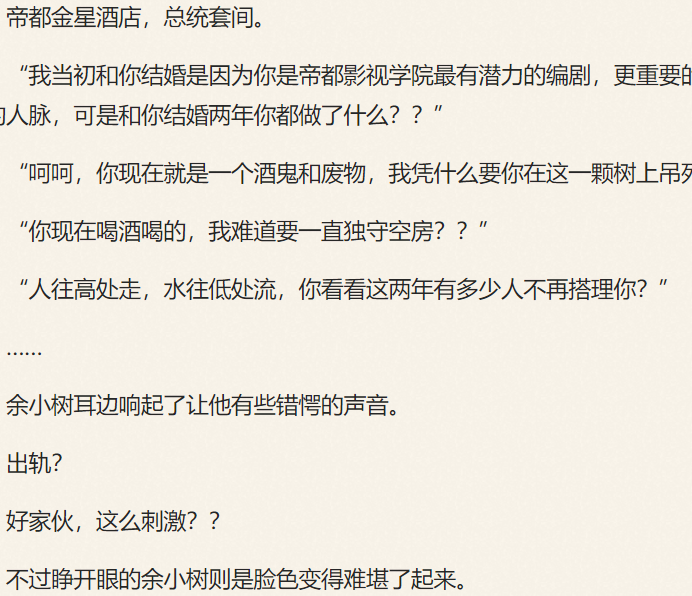 帝都金星酒店，总统套间。
“我当初和你结婚是因为你是帝都影视学院最有潜力的编剧，更重要的
的人脉，可是和你结婚两年你都做了什么？？”
“呵呵，你现在就是一个酒鬼和废物，我凭什么要你在这一颗树上吊死
“你现在喝酒喝的，我难道要一直独守空房？？”
“人往高处走，水往低处流，你看看这两年有多少人不再搭理你？”
……
余小树耳边响起了让他有些错愕的声音。
出轨？
好家伙，这么刺激？？
不过睁开眼的余小树则是脸色变得难堪了起来。